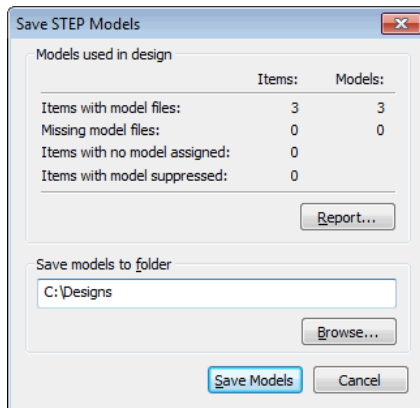 Save STEP Models
Models used in design
Items: Models:
Items with model files: 3 3
Missing model files: 0 0
Items with no model assigned: 0
Items with model suppressed: 0
Report...
Save models to folder
C:\Designs
Browse...
Save Models Cancel